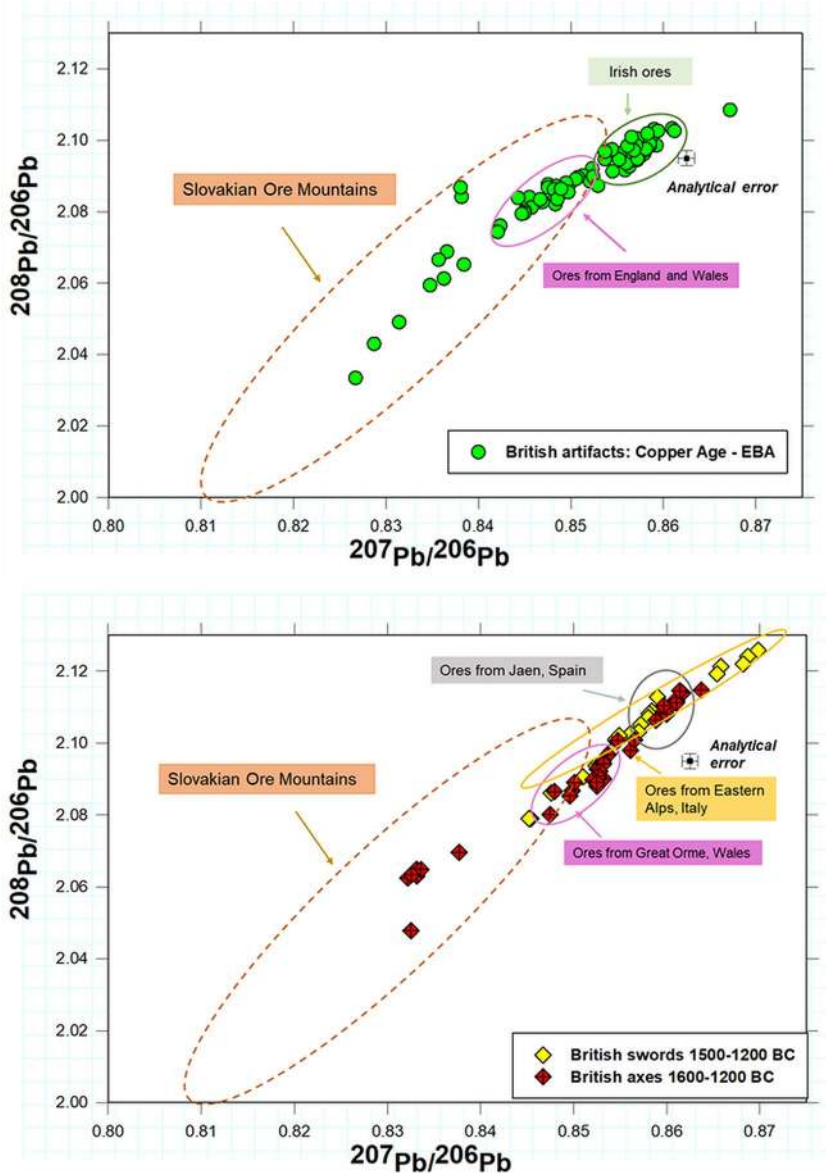 2.12
2.10
2.08
2.06
2.04
2.02
2.00
208Pb/206Pb
Irish ores
Slovakian Ore Mountains
Analytical error
Ores from England and Wales
British artifacts: Copper Age - EBA
0.80 0.81 0.82 0.83 0.84 0.85 0.86 0.87
207Pb/206Pb
2.12
2.10
2.08
2.06
2.04
2.02
2.00
208Pb/206Pb
Ores from Jaen, Spain
Slovakian Ore Mountains
Analytical
error
Ores from Eastern
Alps, Italy
Ores from Great Orme, Wales
British swords 1500-1200 BC
British axes 1600-1200 BC
0.80 0.81 0.82 0.83 0.84 0.85 0.86 0.87
207Pb/206Pb